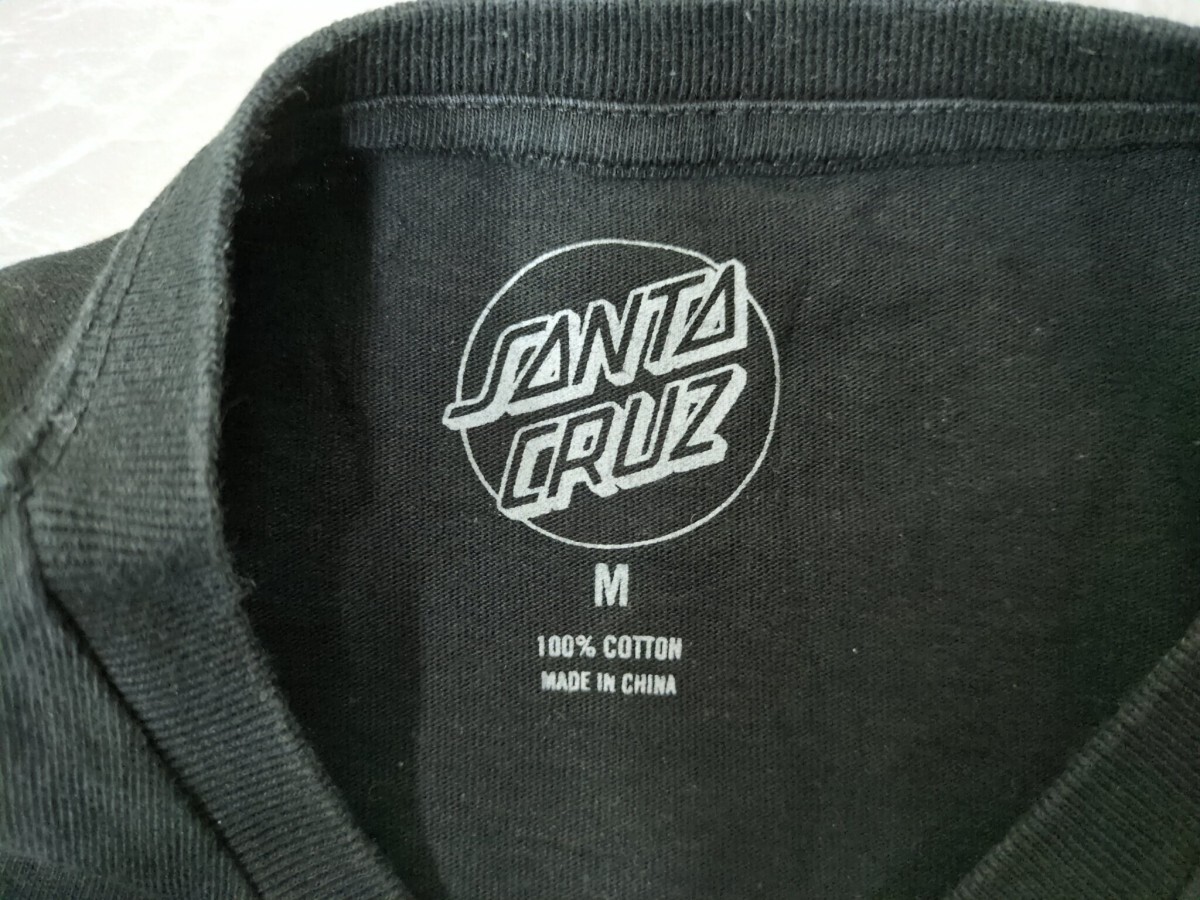 SANTA
CRUZ
M
100% COTTON
MADE IN CHINA